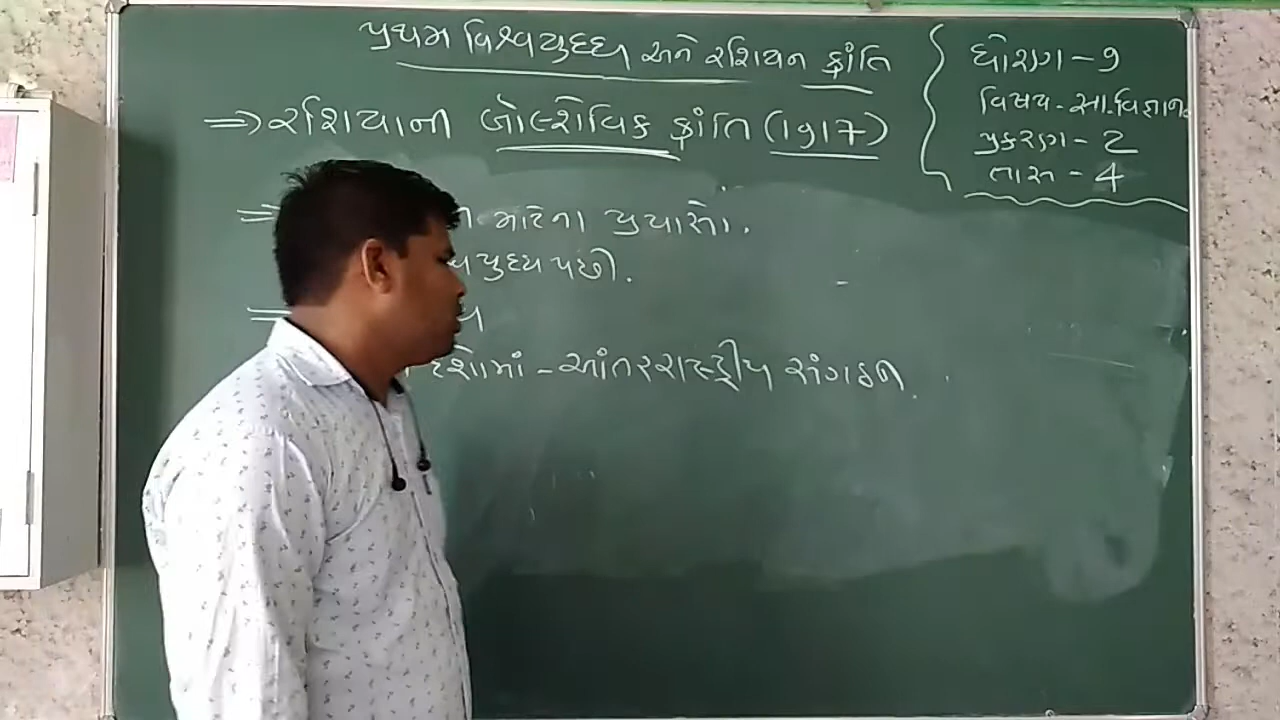 પ્રથમ વિશ્વયુદ્ધ અને રશિયન ક્રાંતિ
⇒ રશિયાની બોલ્શેવિક ક્રાંતિ (1917)
ધોરણ - 9
વિષય - સા.વિજ્ઞાન
પ્રકરણ - 2
તાસ - 4
⇒ માટેના પ્રયાસો.
યુદ્ધ પછી.
દેશોમાં - આંતરરાષ્ટ્રીય સંગઠન.